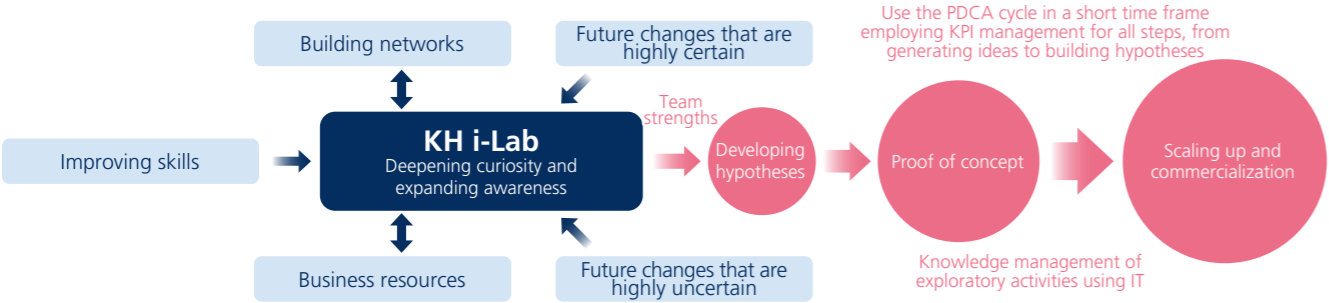 Improving skills
Building networks
Future changes that are
highly certain
KH i-Lab
Deepening curiosity and
expanding awareness
Business resources
Future changes that are
highly uncertain
Team
strengths
Developing
hypotheses
Use the PDCA cycle in a short time frame
employing KPI management for all steps, from
generating ideas to building hypotheses
Proof of concept
Scaling up and
commercialization
Knowledge management of
exploratory activities using IT